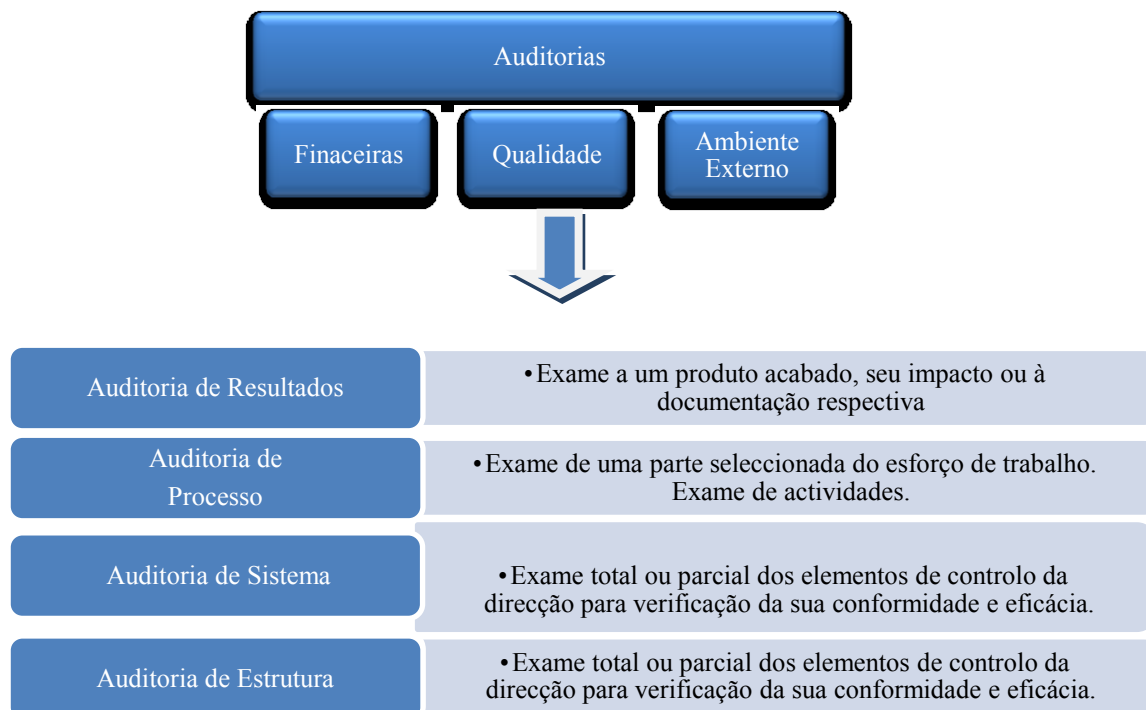 Auditorias
Finaceiras
Qualidade
Ambiente
Externo
Auditoria de Resultados
•Exame a um produto acabado, seu impacto ou à
documentação respectiva
Auditoria de
Processo
•Exame de uma parte seleccionada do esforço de trabalho.
Exame de actividades.
Auditoria de Sistema
•Exame total ou parcial dos elementos de controlo da
direcção para verificação da sua conformidade e eficácia.
Auditoria de Estrutura
•Exame total ou parcial dos elementos de controlo da
direcção para verificação da sua conformidade e eficácia.